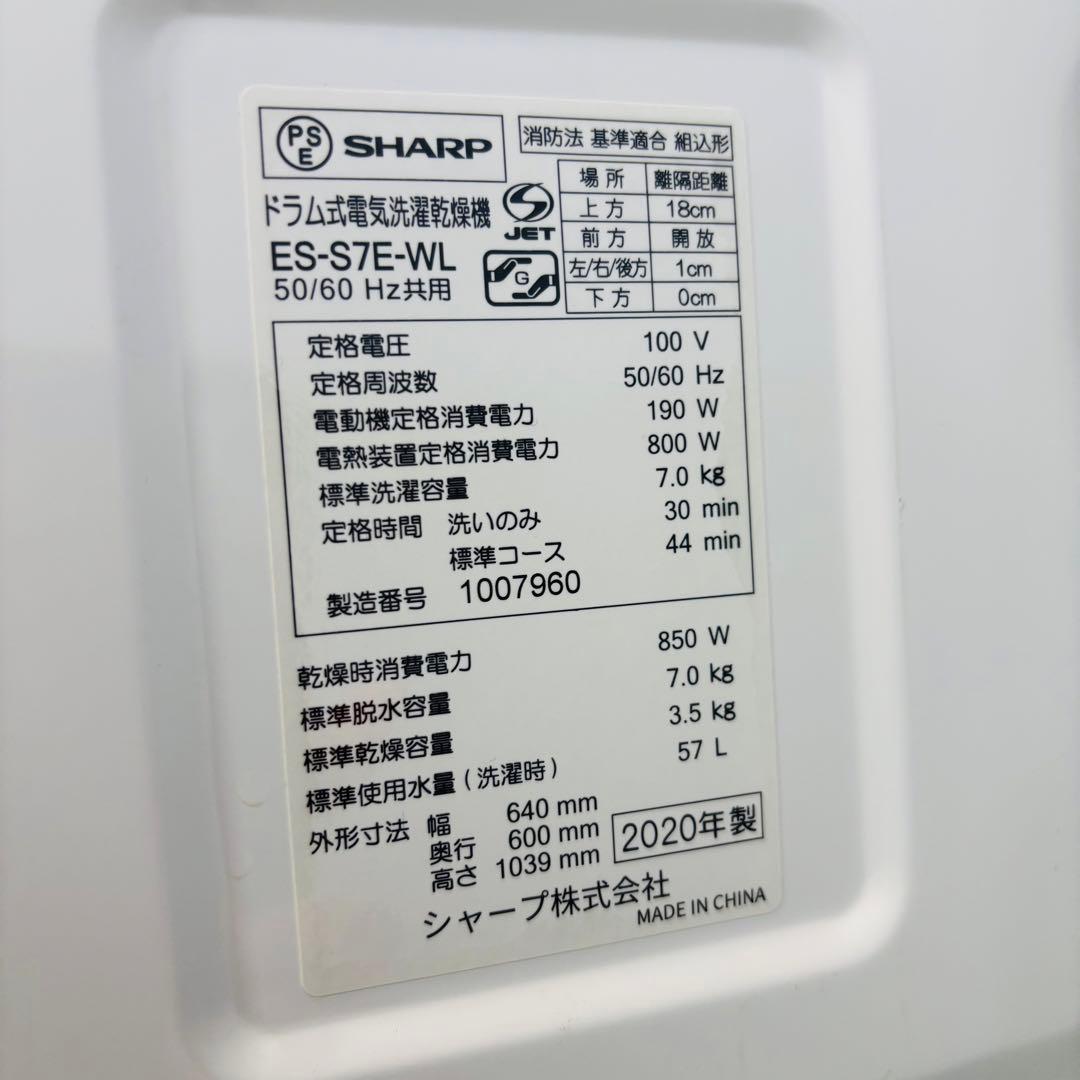 PSE SHARP
消防法 基準適合 組込形
場所 離隔距離
上方 18cm
前方 開放
左/右/後方 1cm
下方 0cm
ドラム式電気洗濯乾燥機
S JET
ES-S7E-WL
G
50/60 Hz共用
定格電圧 100 V
定格周波数 50/60 Hz
電動機定格消費電力 190 W
電熱装置定格消費電力 800 W
標準洗濯容量 7.0 kg
定格時間 洗いのみ 30 min
標準コース 44 min
製造番号 1007960
乾燥時消費電力 850 W
標準脱水容量 7.0 kg
標準乾燥容量 3.5 kg
標準使用水量(洗濯時) 57 L
外形寸法 幅 640 mm
奥行 600 mm
高さ 1039 mm
2020年製
シャープ株式会社
MADE IN CHINA